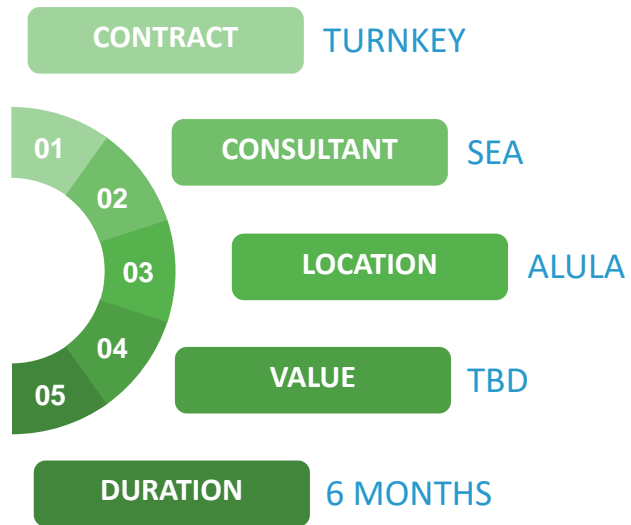 CONTRACT TURNKEY
01
CONSULTANT SEA
02
LOCATION ALULA
03
VALUE TBD
04
05
DURATION 6 MONTHS